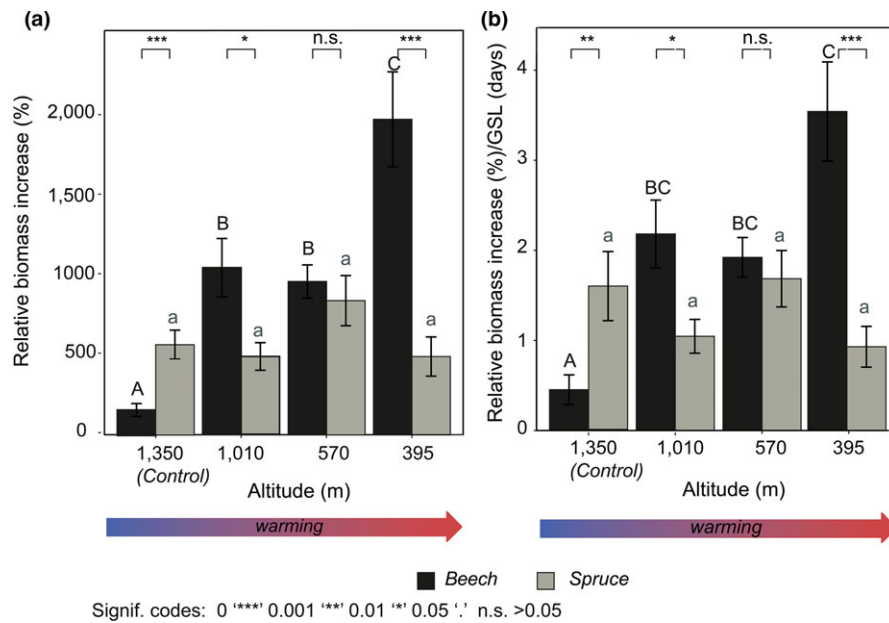 (a)
*** * n.s. ***
Relative biomass increase (%)
2,000
1,500
1000
500
0
A a B a B a C a
1,350 1,010 570 395
(Control)
Altitude (m)
warming
(b)
** * n.s. ***
Relative biomass increase (%)/GSL (days)
4
3
2
1
0
A a BC a BC a C a
1,350 1,010 570 395
(Control)
Altitude (m)
warming
Beech Spruce
Signif. codes: 0 '***' 0.001 '**' 0.01 '*' 0.05 '.' n.s. >0.05